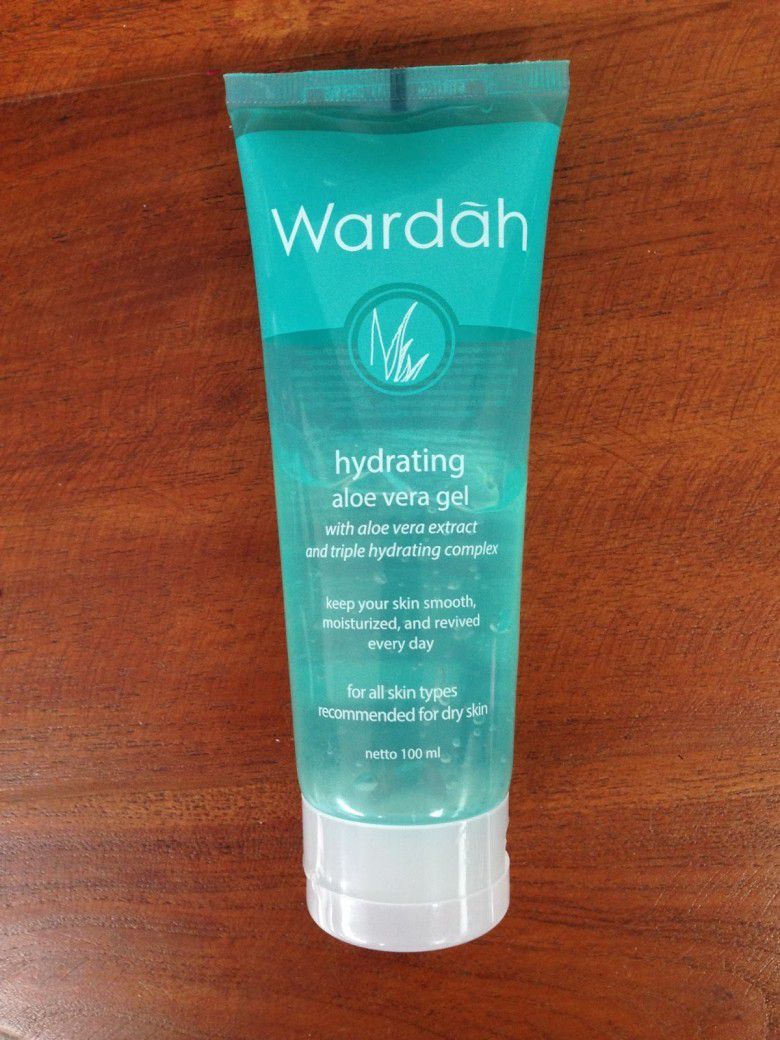 Wardãh
hydrating
aloe vera gel
with aloe vera extract
and triple hydrating complex
keep your skin smooth,
moisturized, and revived
every day
for all skin types
recommended for dry skin
netto 100 ml